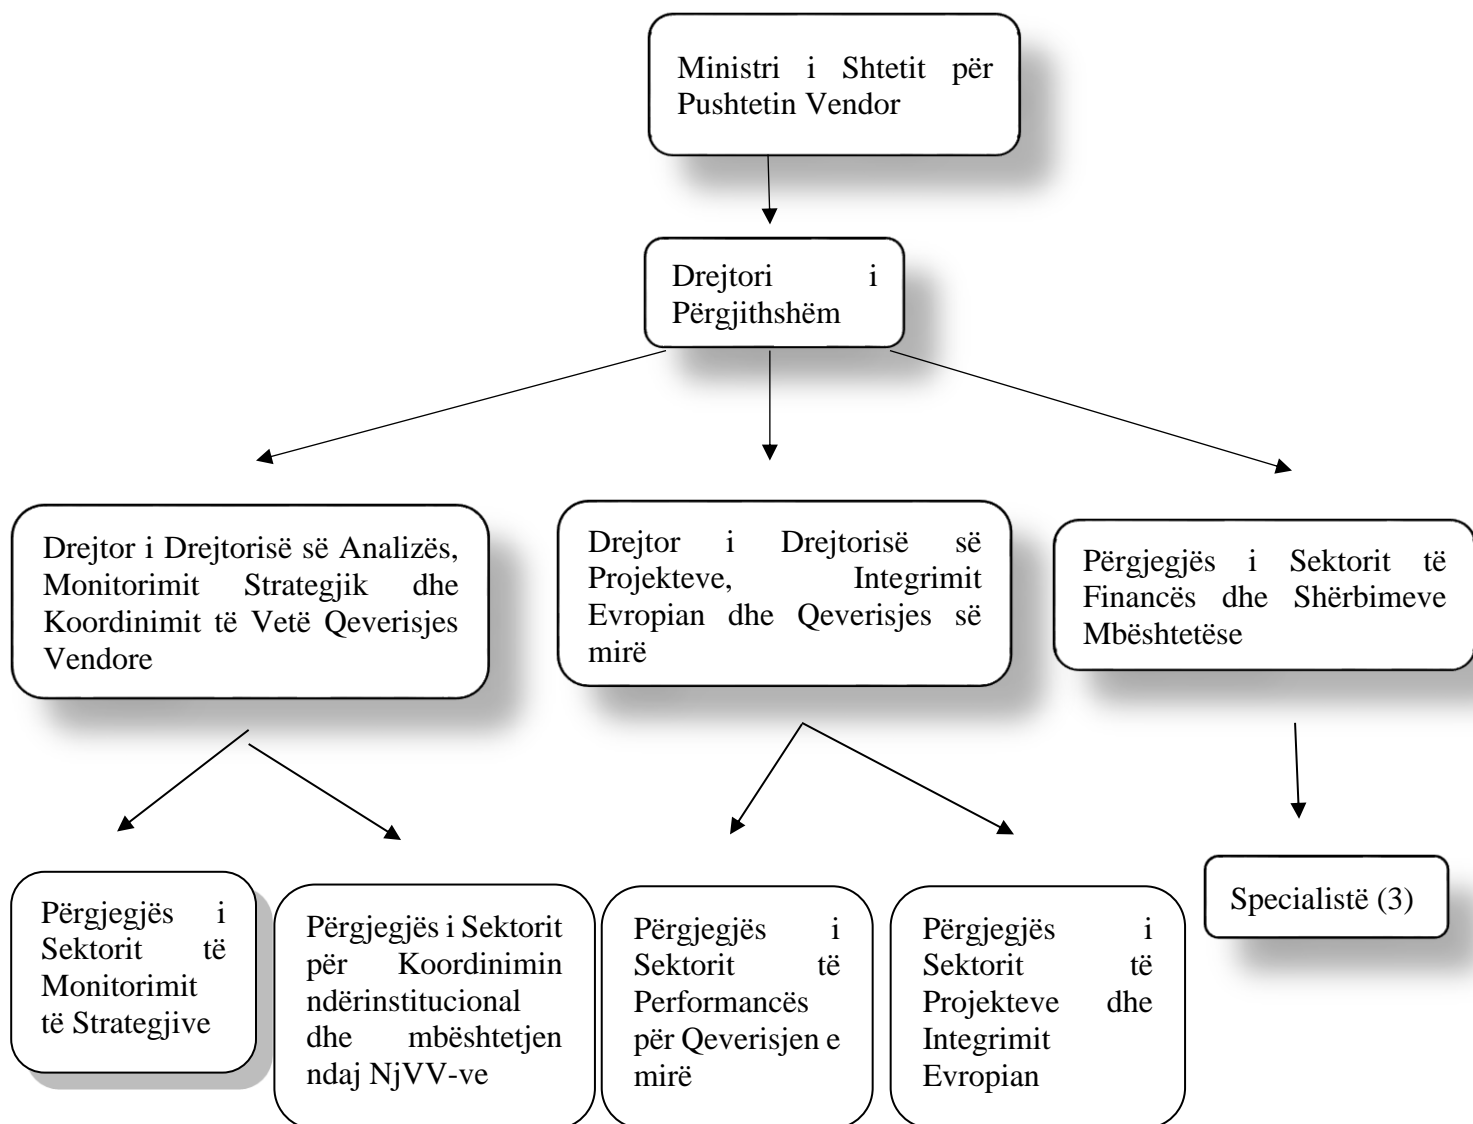 Ministri i Shtetit për
Pushtetin Vendor
Drejtori i
Përgjithshëm
Drejtor i Drejtorisë së Analizës,
Monitorimit Strategjik dhe
Koordinimit të Vetë Qeverisjes
Vendore
Drejtor i Drejtorisë së
Projekteve, Integrimit
Evropian dhe Qeverisjes së
mirë
Përgjegjës i Sektorit të
Financës dhe Shërbimeve
Mbështetëse
Përgjegjës i
Sektorit të
Monitorimit
të Strategjive
Përgjegjës i Sektorit
për Koordinimin
ndërinstitucional
dhe mbështetjen
ndaj NjVV-ve
Përgjegjës i
Sektorit të
Performancës
për Qeverisjen e
mirë
Përgjegjës i
Sektorit të
Projekteve dhe
Integrimit
Evropian
Specialistë (3)